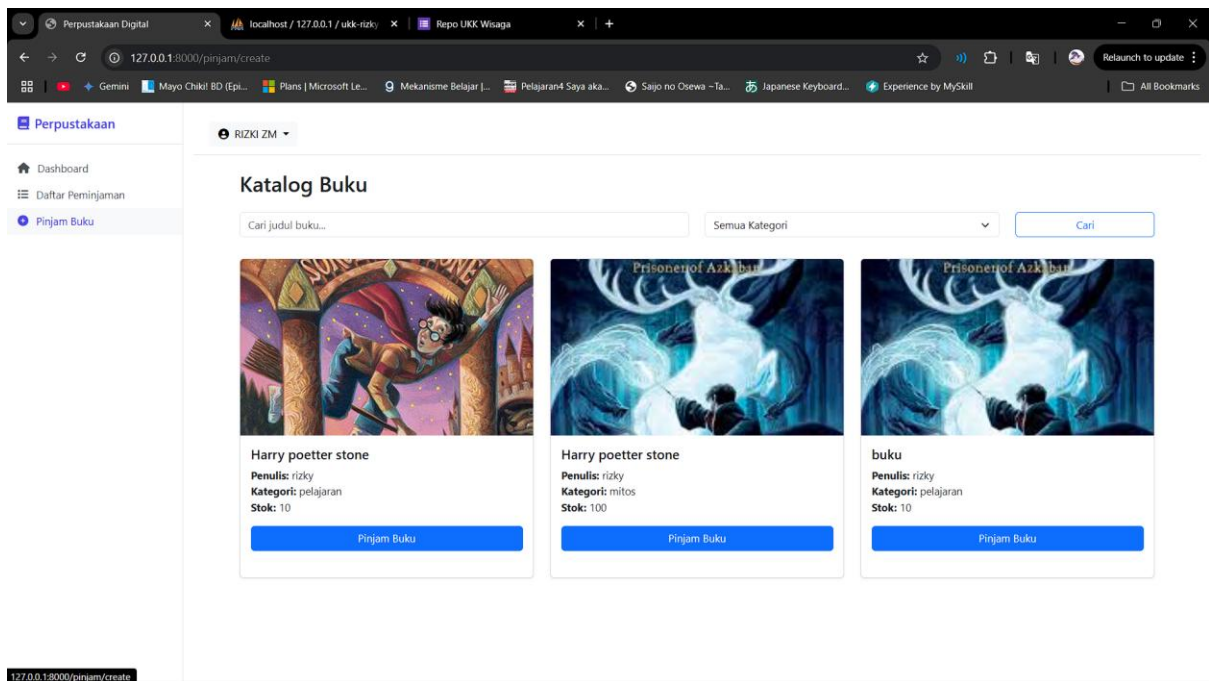 Perpustakaan Digital
localhost / 127.0.0.1 / ukk-rizky
Repo UKK Wisaga
127.0.0.1:8000/pinjam/create
Relaunch to update
Gemini
Mayo Chiki! BD (Epi...
Plans | Microsoft Le...
Mekanisme Belajar |...
Pelajaran4 Saya aka...
Saijo no Osewa ~Ta...
Japanese Keyboard...
Experience by MySkill
All Bookmarks
Perpustakaan
RIZKI ZM
Dashboard
Daftar Peminjaman
Pinjam Buku
Katalog Buku
Cari judul buku...
Semua Kategori
Cari
Prisoner of Azkaban
Prisoner of Azkaban
Harry poetter stone
Penulis: rizky
Kategori: pelajaran
Stok: 10
Pinjam Buku
Harry poetter stone
Penulis: rizky
Kategori: mitos
Stok: 100
Pinjam Buku
buku
Penulis: rizky
Kategori: pelajaran
Stok: 10
Pinjam Buku
127.0.0.1:8000/pinjam/create